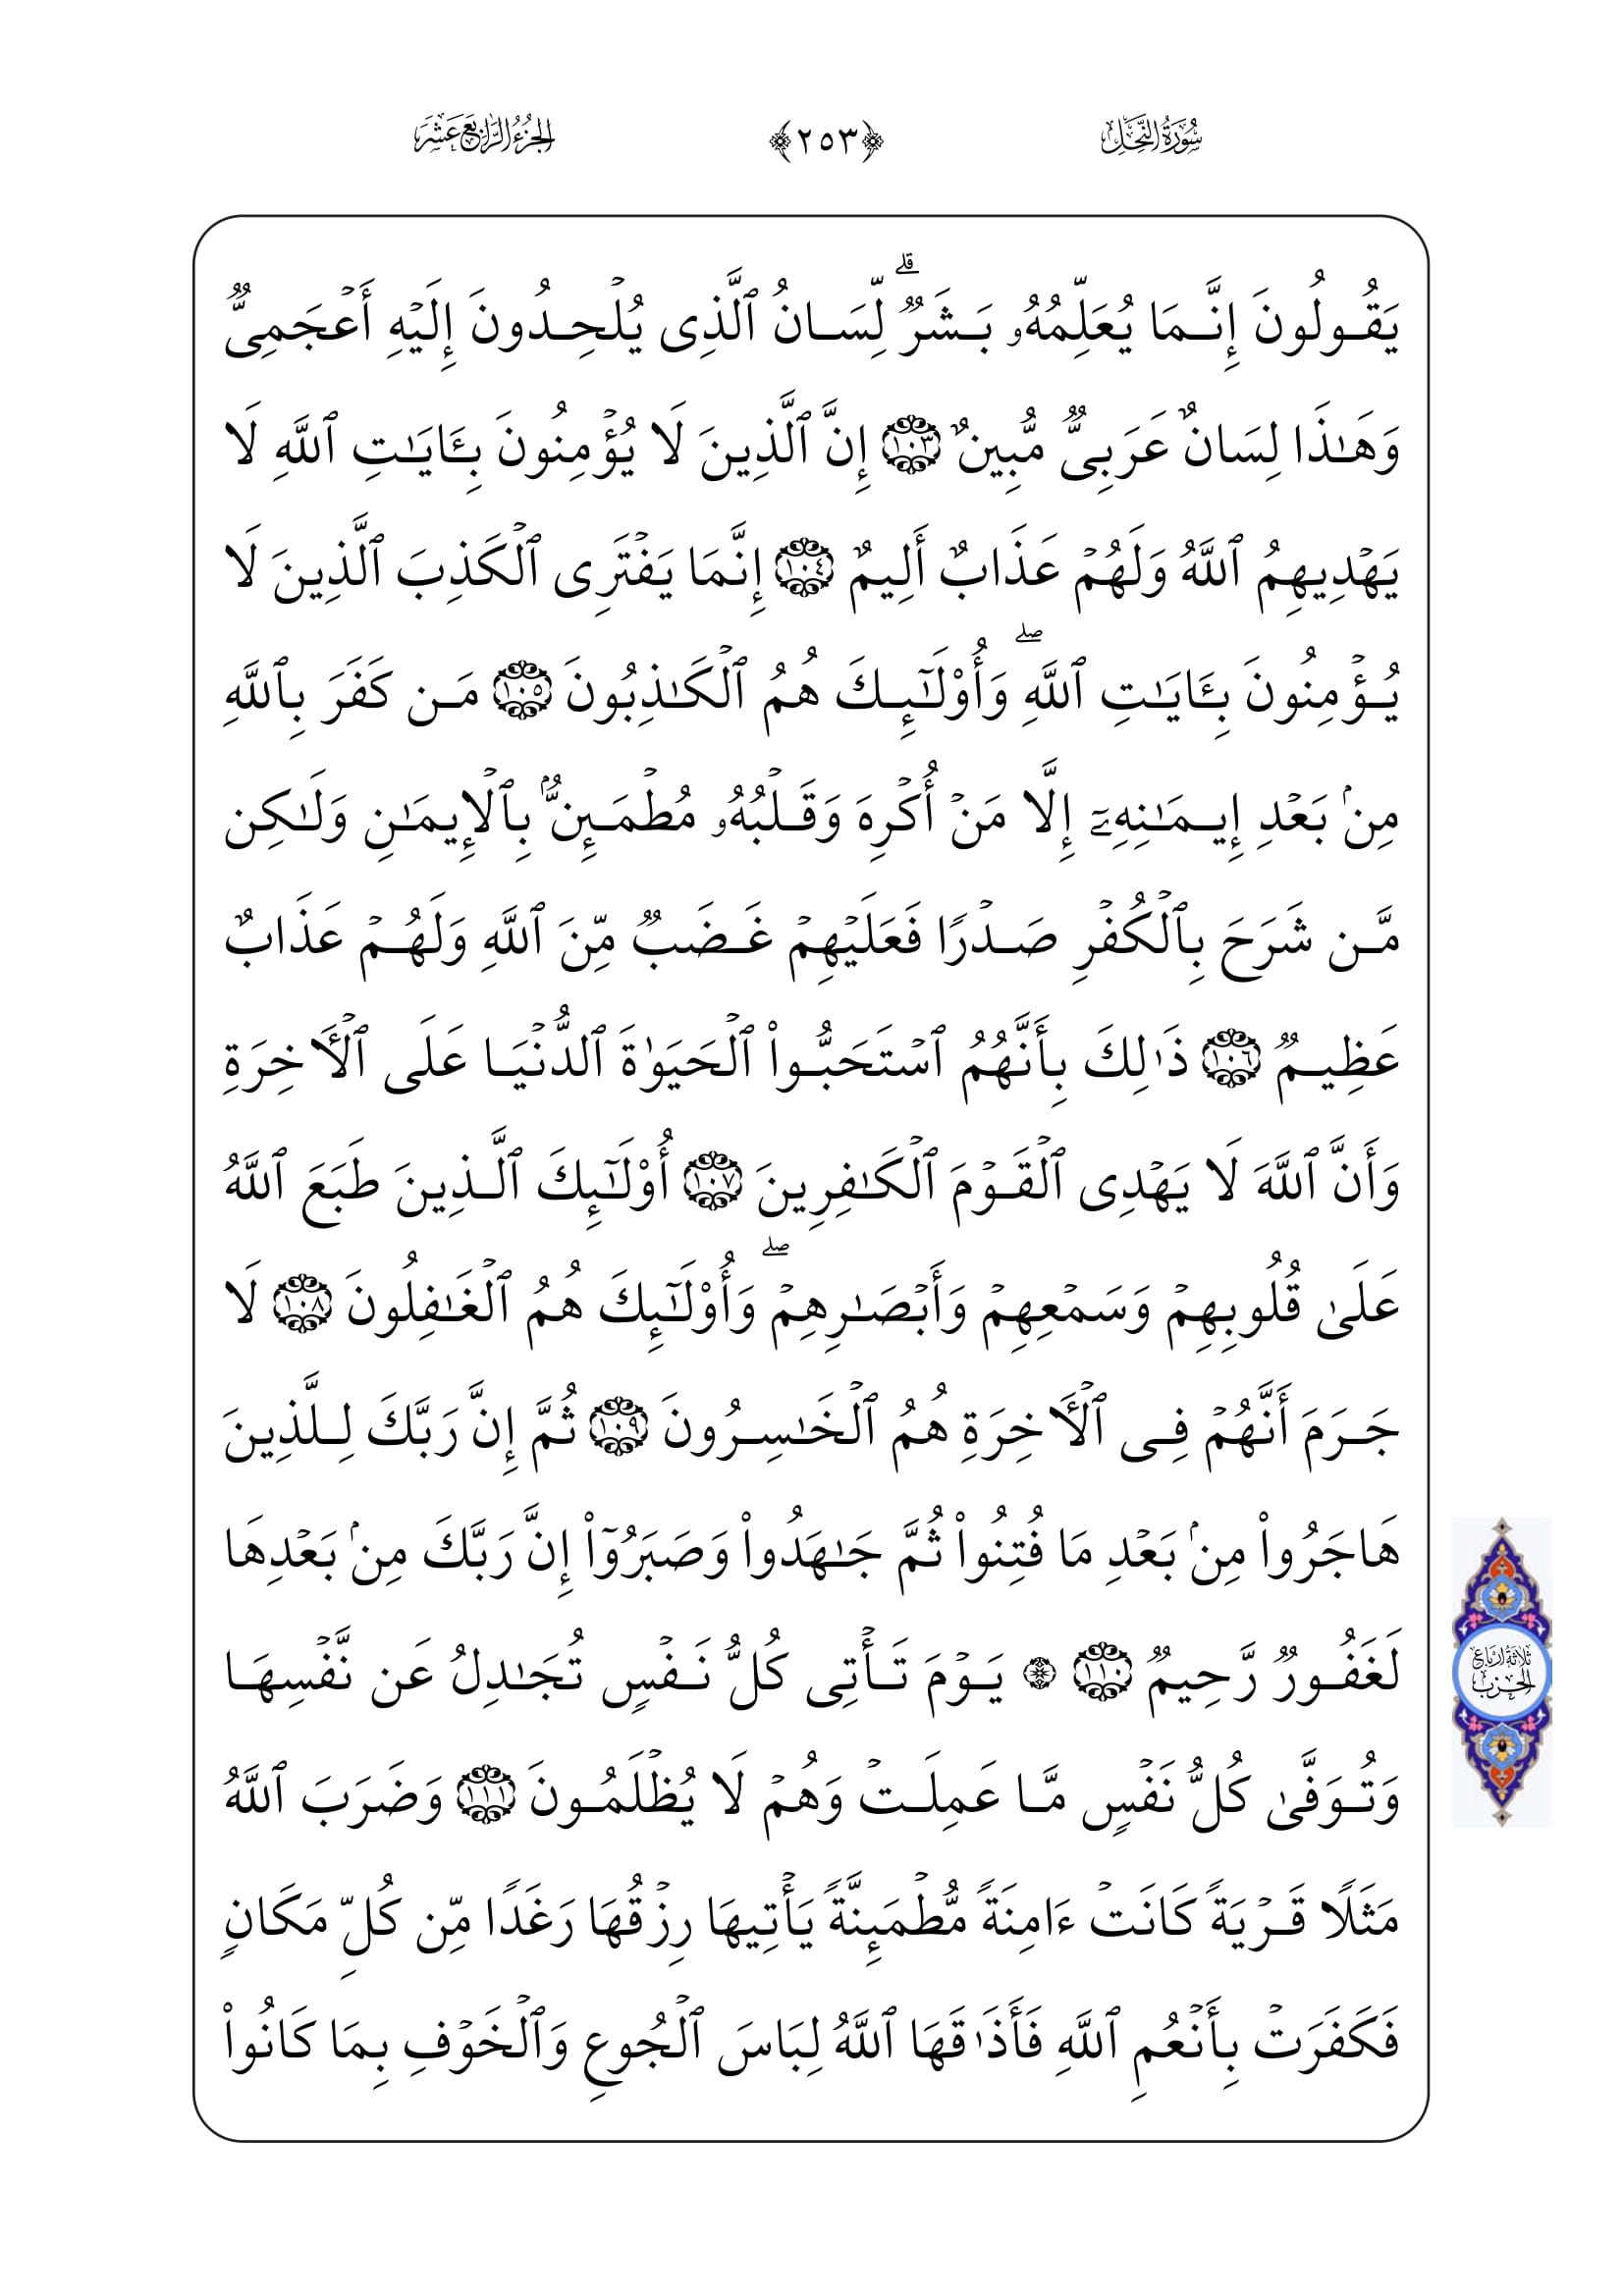 سُورَةُ النَّحۡلِ
﴿٢٥٣﴾
الجُزۡءُ الرَّابِعَ عَشَرَ
يَقُولُونَ إِنَّمَا يُعَلِّمُهُۥ بَشَرٞۗ لِّسَانُ ٱلَّذِى يُلۡحِدُونَ إِلَيۡهِ أَعۡجَمِىّٞ
وَهَـٰذَا لِسَانٌ عَرَبِىّٞ مُّبِينٌ ١٠٣ إِنَّ ٱلَّذِينَ لَا يُؤۡمِنُونَ بِـَٔايَـٰتِ ٱللَّهِ لَا
يَهۡدِيهِمُ ٱللَّهُ وَلَهُمۡ عَذَابٌ أَلِيمٌ ١٠٤ إِنَّمَا يَفۡتَرِى ٱلۡكَذِبَ ٱلَّذِينَ لَا
يُؤۡمِنُونَ بِـَٔايَـٰتِ ٱللَّهِۖ وَأُوْلَـٰٓئِكَ هُمُ ٱلۡكَـٰذِبُونَ ١٠٥ مَن كَفَرَ بِٱللَّهِ
مِنۢ بَعۡدِ إِيمَـٰنِهِۦٓ إِلَّا مَنۡ أُكۡرِهَ وَقَلۡبُهُۥ مُطۡمَئِنُّۢ بِٱلۡإِيمَـٰنِ وَلَـٰكِن
مَّن شَرَحَ بِٱلۡكُفۡرِ صَدۡرًا فَعَلَيۡهِمۡ غَضَبٞ مِّنَ ٱللَّهِ وَلَهُمۡ عَذَابٌ
عَظِيمٞ ١٠٦ ذَٰلِكَ بِأَنَّهُمُ ٱسۡتَحَبُّواْ ٱلۡحَيَوٰةَ ٱلدُّنۡيَا عَلَى ٱلۡأَخِرَةِ
وَأَنَّ ٱللَّهَ لَا يَهۡدِى ٱلۡقَوۡمَ ٱلۡكَـٰفِرِينَ ١٠٧ أُوْلَـٰٓئِكَ ٱلَّذِينَ طَبَعَ ٱللَّهُ
عَلَىٰ قُلُوبِهِمۡ وَسَمۡعِهِمۡ وَأَبۡصَـٰرِهِمۡۖ وَأُوْلَـٰٓئِكَ هُمُ ٱلۡغَـٰفِلُونَ ١٠٨ لَا
جَرَمَ أَنَّهُمۡ فِى ٱلۡأَخِرَةِ هُمُ ٱلۡخَـٰسِرُونَ ١٠٩ ثُمَّ إِنَّ رَبَّكَ لِلَّذِينَ
هَاجَرُواْ مِنۢ بَعۡدِ مَا فُتِنُواْ ثُمَّ جَـٰهَدُواْ وَصَبَرُوٓاْ إِنَّ رَبَّكَ مِنۢ بَعۡدِهَا
لَغَفُورٞ رَّحِيمٞ ١١٠ ۞ يَوۡمَ تَأۡتِى كُلُّ نَفۡسٍ تُجَـٰدِلُ عَن نَّفۡسِهَا
وَتُوَفَّىٰ كُلُّ نَفۡسٍ مَّا عَمِلَتۡ وَهُمۡ لَا يُظۡلَمُونَ ١١١ وَضَرَبَ ٱللَّهُ
مَثَلًا قَرۡيَةً كَانَتۡ ءَامِنَةً مُّطۡمَئِنَّةً يَأۡتِيهَا رِزۡقُهَا رَغَدًا مِّن كُلِّ مَكَانٍ
فَكَفَرَتۡ بِأَنۡعُمِ ٱللَّهِ فَأَذَٰقَهَا ٱللَّهُ لِبَاسَ ٱلۡجُوعِ وَٱلۡخَوۡفِ بِمَا كَانُواْ
ثلاثة أرباع
الحزب